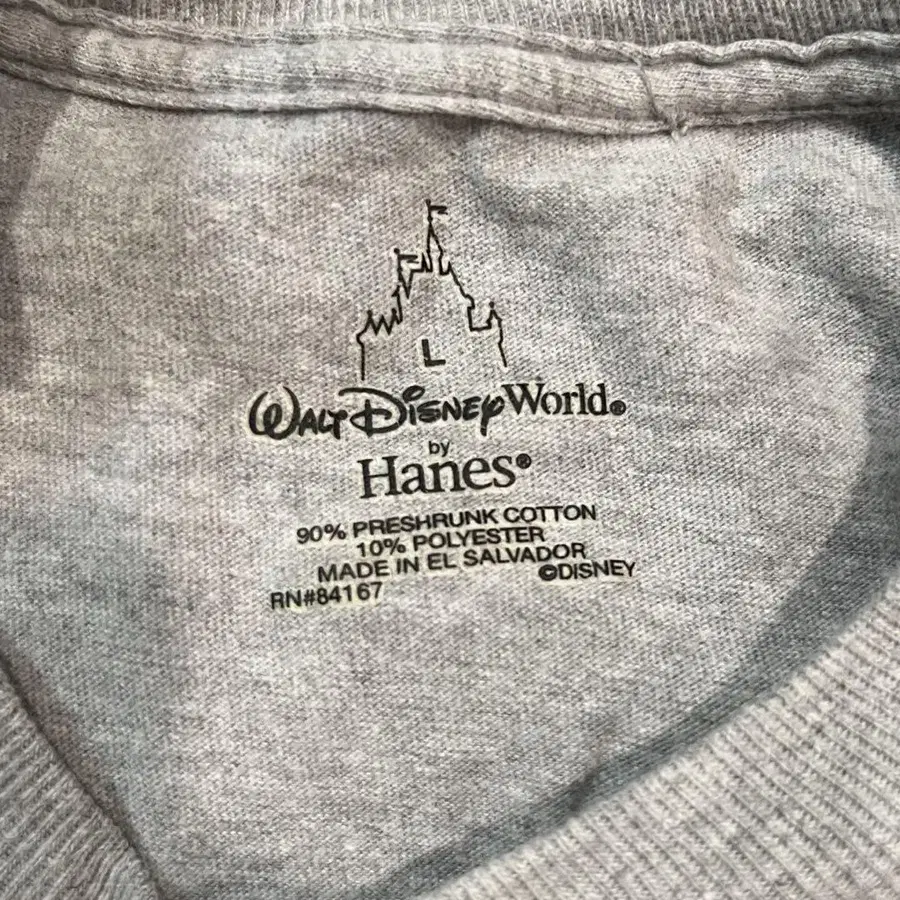 L
Walt Disney World®
by
Hanes®
90% PRESHRUNK COTTON
10% POLYESTER
MADE IN EL SALVADOR
RN#84167 ©DISNEY